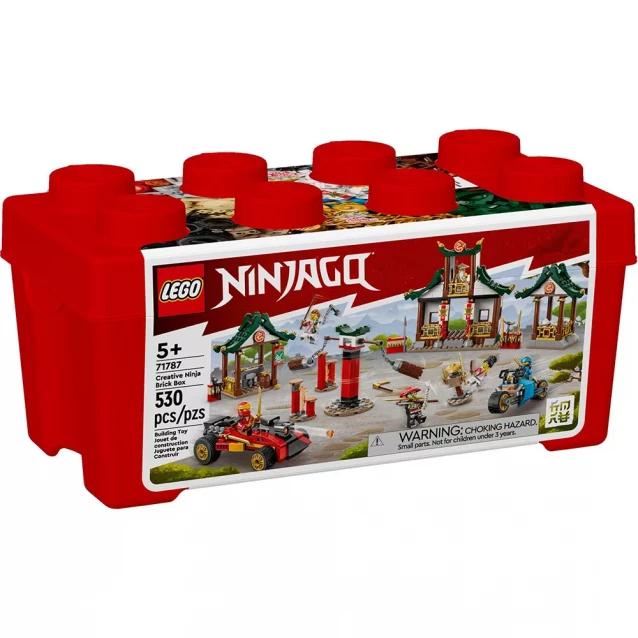 LEGO
NINJAGO
5+
71787
Creative Ninja
Brick Box
530
pcs/pzs
Building Toy
Jouet de
construction
Juguete para
Construir
WARNING: CHOKING HAZARD.
Small parts. Not for children under 3 years.